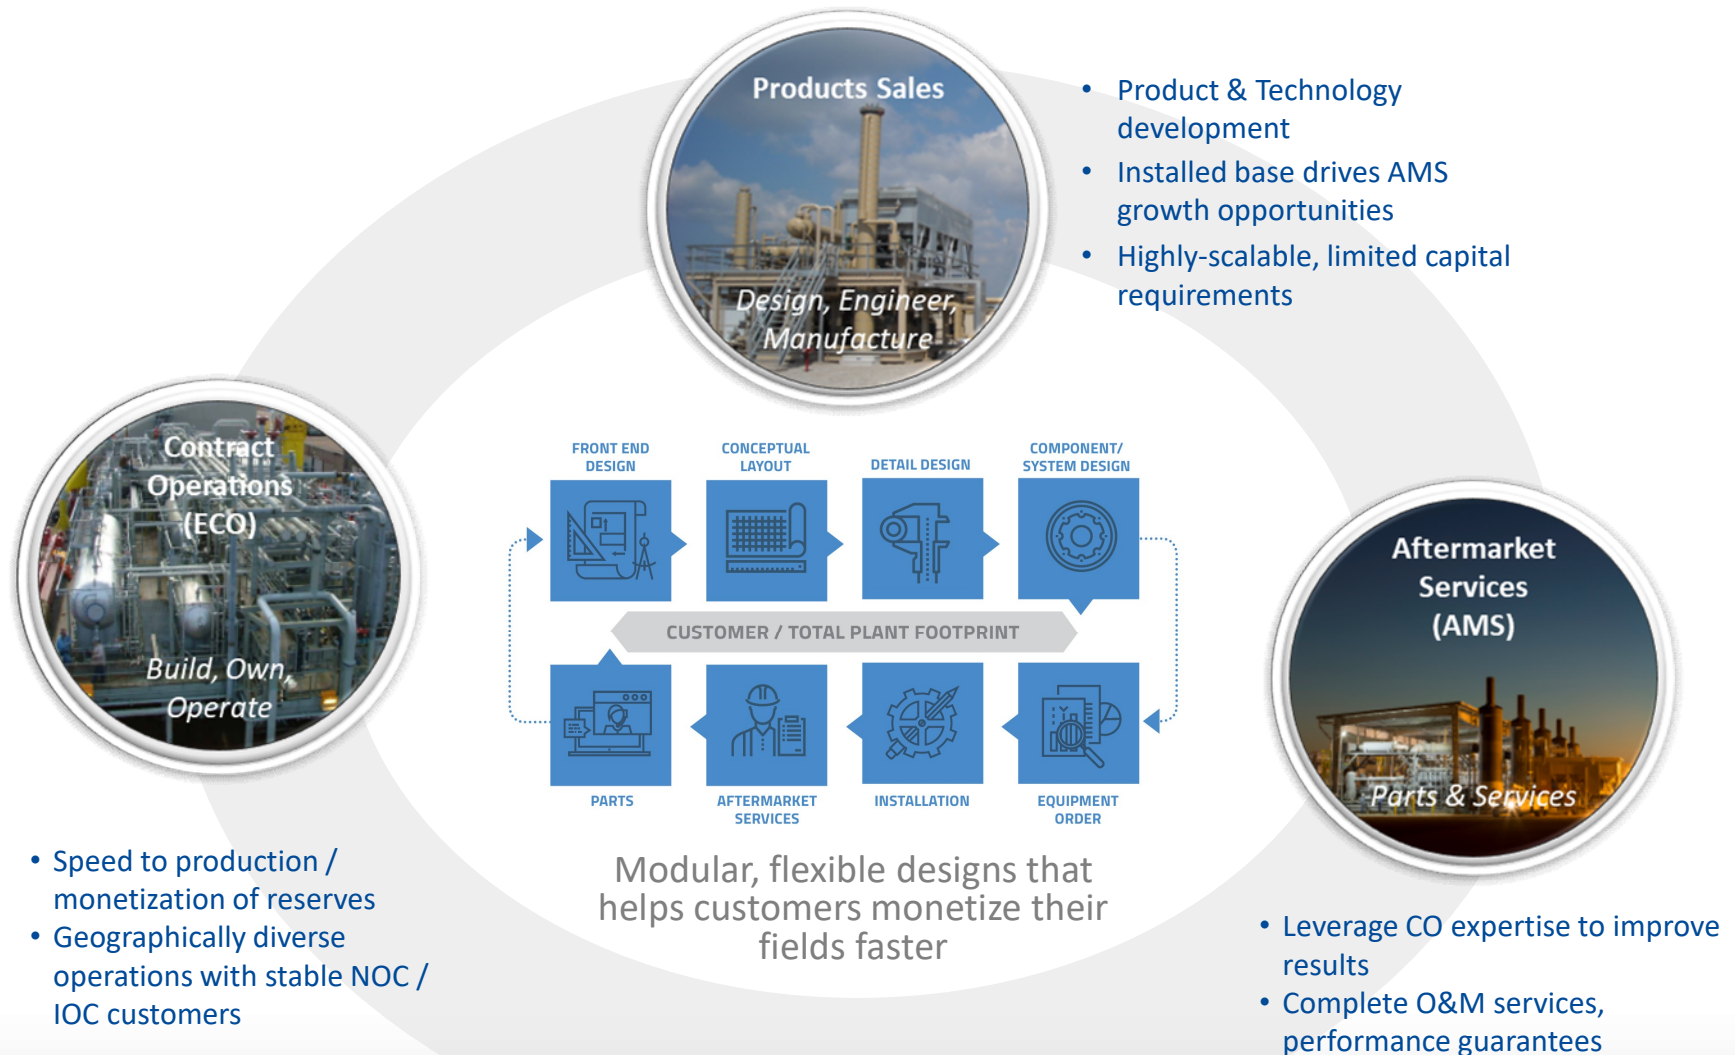 Products Sales
Design, Engineer,
Manufacture
• Product & Technology
development
• Installed base drives AMS
growth opportunities
• Highly-scalable, limited capital
requirements
Contract
Operations
(ECO)
Build, Own,
Operate
• Speed to production /
monetization of reserves
• Geographically diverse
operations with stable NOC /
IOC customers
FRONT END
DESIGN
CONCEPTUAL
LAYOUT
DETAIL DESIGN
COMPONENT/
SYSTEM DESIGN
CUSTOMER / TOTAL PLANT FOOTPRINT
PARTS
AFTERMARKET
SERVICES
INSTALLATION
EQUIPMENT
ORDER
Modular, flexible designs that
helps customers monetize their
fields faster
Aftermarket
Services
(AMS)
Parts & Services
• Leverage CO expertise to improve
results
• Complete O&M services,
performance guarantees